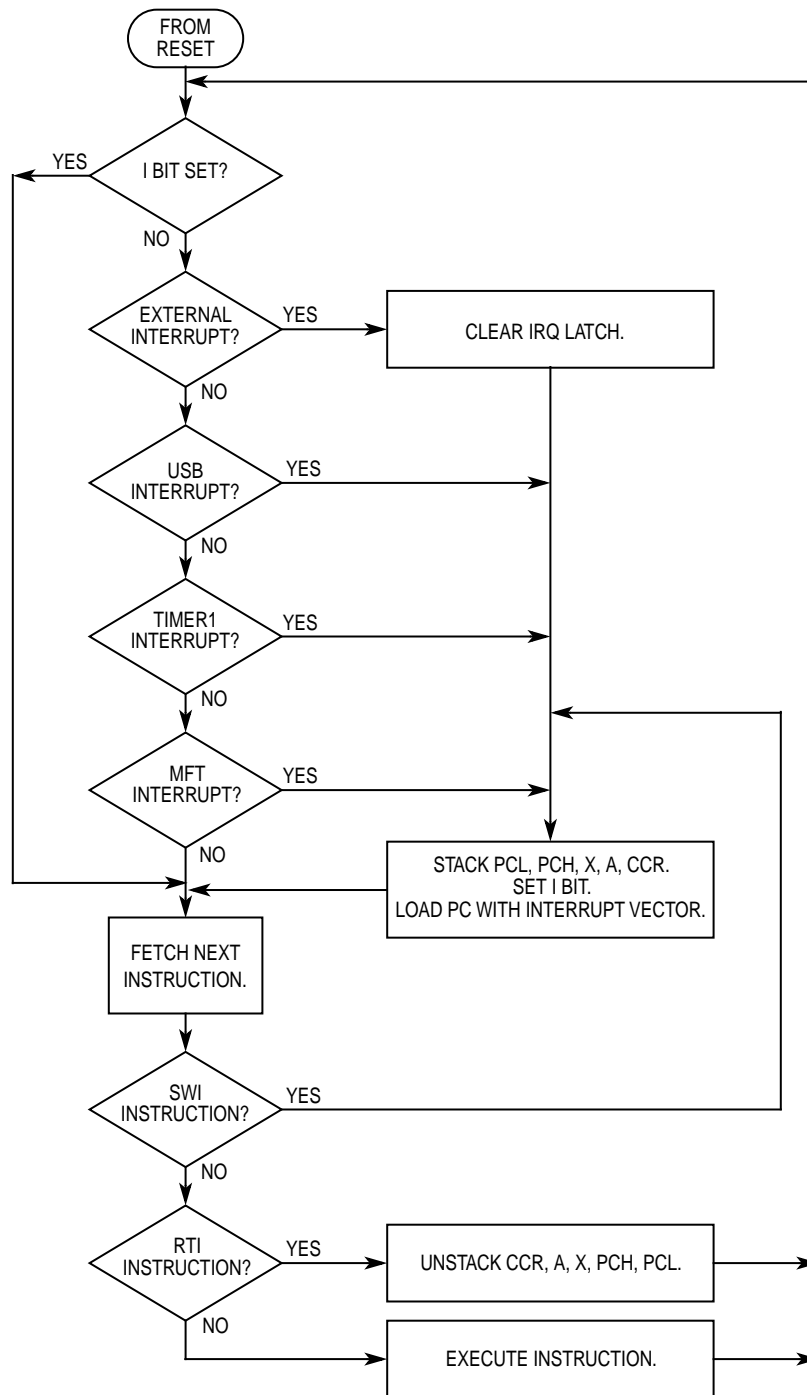 FROM
RESET
I BIT SET?
YES
NO
EXTERNAL
INTERRUPT?
YES
CLEAR IRQ LATCH.
NO
USB
INTERRUPT?
YES
NO
TIMER1
INTERRUPT?
YES
NO
MFT
INTERRUPT?
YES
NO
STACK PCL, PCH, X, A, CCR.
SET I BIT.
LOAD PC WITH INTERRUPT VECTOR.
FETCH NEXT
INSTRUCTION.
SWI
INSTRUCTION?
YES
NO
RTI
INSTRUCTION?
YES
UNSTACK CCR, A, X, PCH, PCL.
NO
EXECUTE INSTRUCTION.